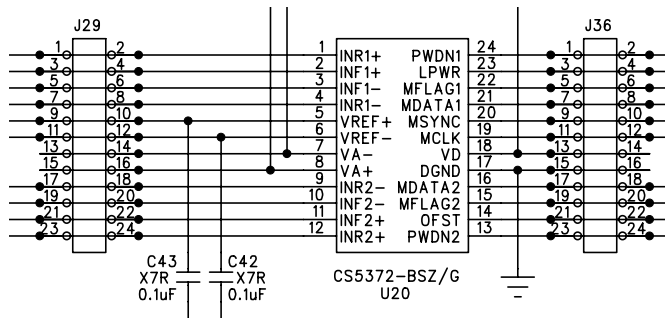 J29 J36
1 2 1 INR1+ PWDN1 24 1 2
3 4 2 INF1+ LPWR 23 3 4
5 6 3 INF1- MFLAG1 22 5 6
7 8 4 INR1- MDATA1 21 7 8
9 10 5 VREF+ MSYNC 20 9 10
11 12 6 VREF- MCLK 19 11 12
13 14 7 VA- VD 18 13 14
15 16 8 VA+ DGND 17 15 16
17 18 9 INR2- MDATA2 16 17 18
19 20 10 INF2- MFLAG2 15 19 20
21 22 11 INF2+ OFST 14 21 22
23 24 12 INR2+ PWDN2 13 23 24
C43 C42 CS5372-BSZ/G
X7R X7R U20
0.1uF 0.1uF